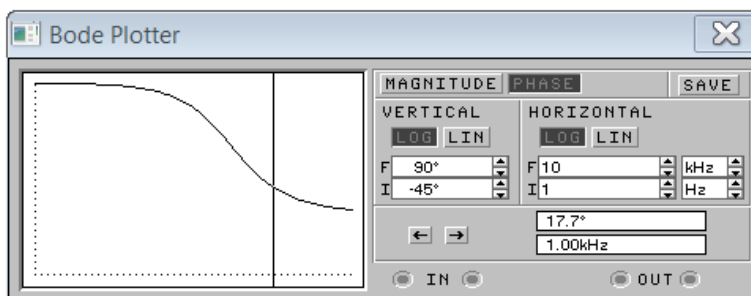 Bode Plotter
MAGNITUDE PHASE SAVE
VERTICAL HORIZONTAL
LOG LIN LOG LIN
F 90° F 10 kHz
I -45° I 1 Hz
← → 17.7°
1.00kHz
IN OUT